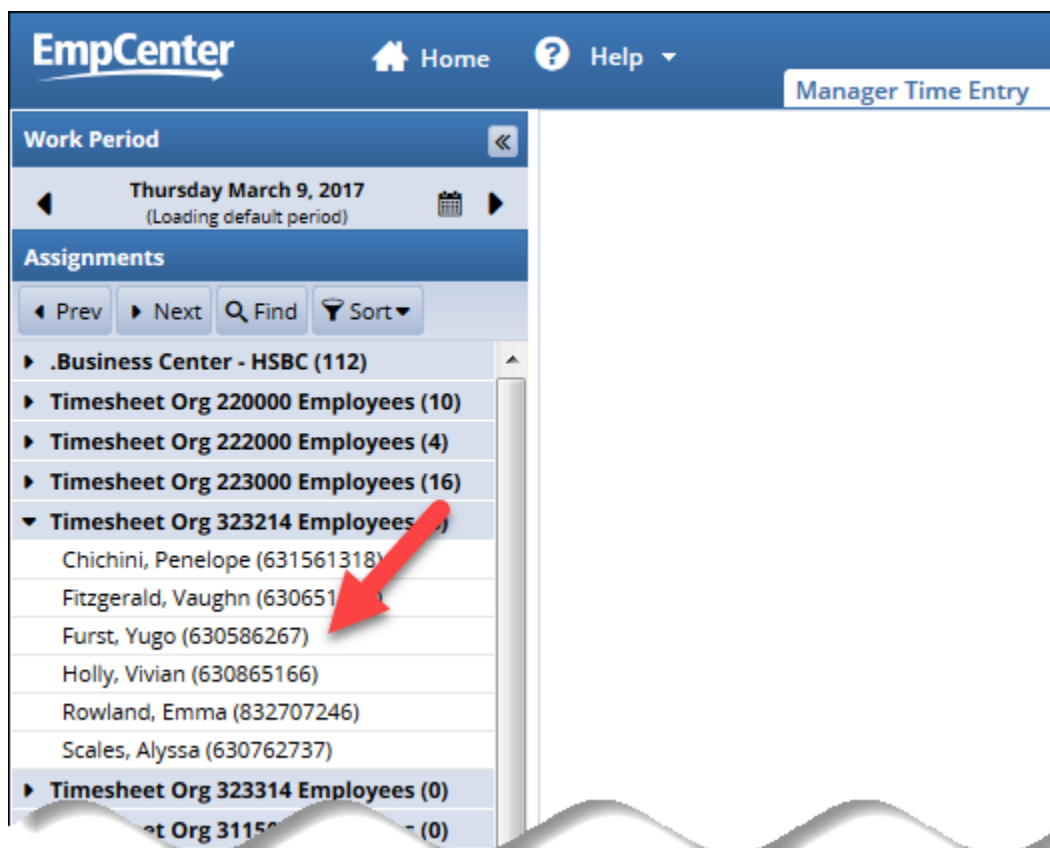 EmpCenter
Home
Help
Manager Time Entry
Work Period
Thursday March 9, 2017
(Loading default period)
Assignments
Prev
Next
Find
Sort
.Business Center - HSBC (112)
Timesheet Org 220000 Employees (10)
Timesheet Org 222000 Employees (4)
Timesheet Org 223000 Employees (16)
Timesheet Org 323214 Employees
Chichini, Penelope (631561318)
Fitzgerald, Vaughn
Furst, Yugo (630586267)
Holly, Vivian (630865166)
Rowland, Emma (832707246)
Scales, Alyssa (630762737)
Timesheet Org 323314 Employees (0)
Org (0)